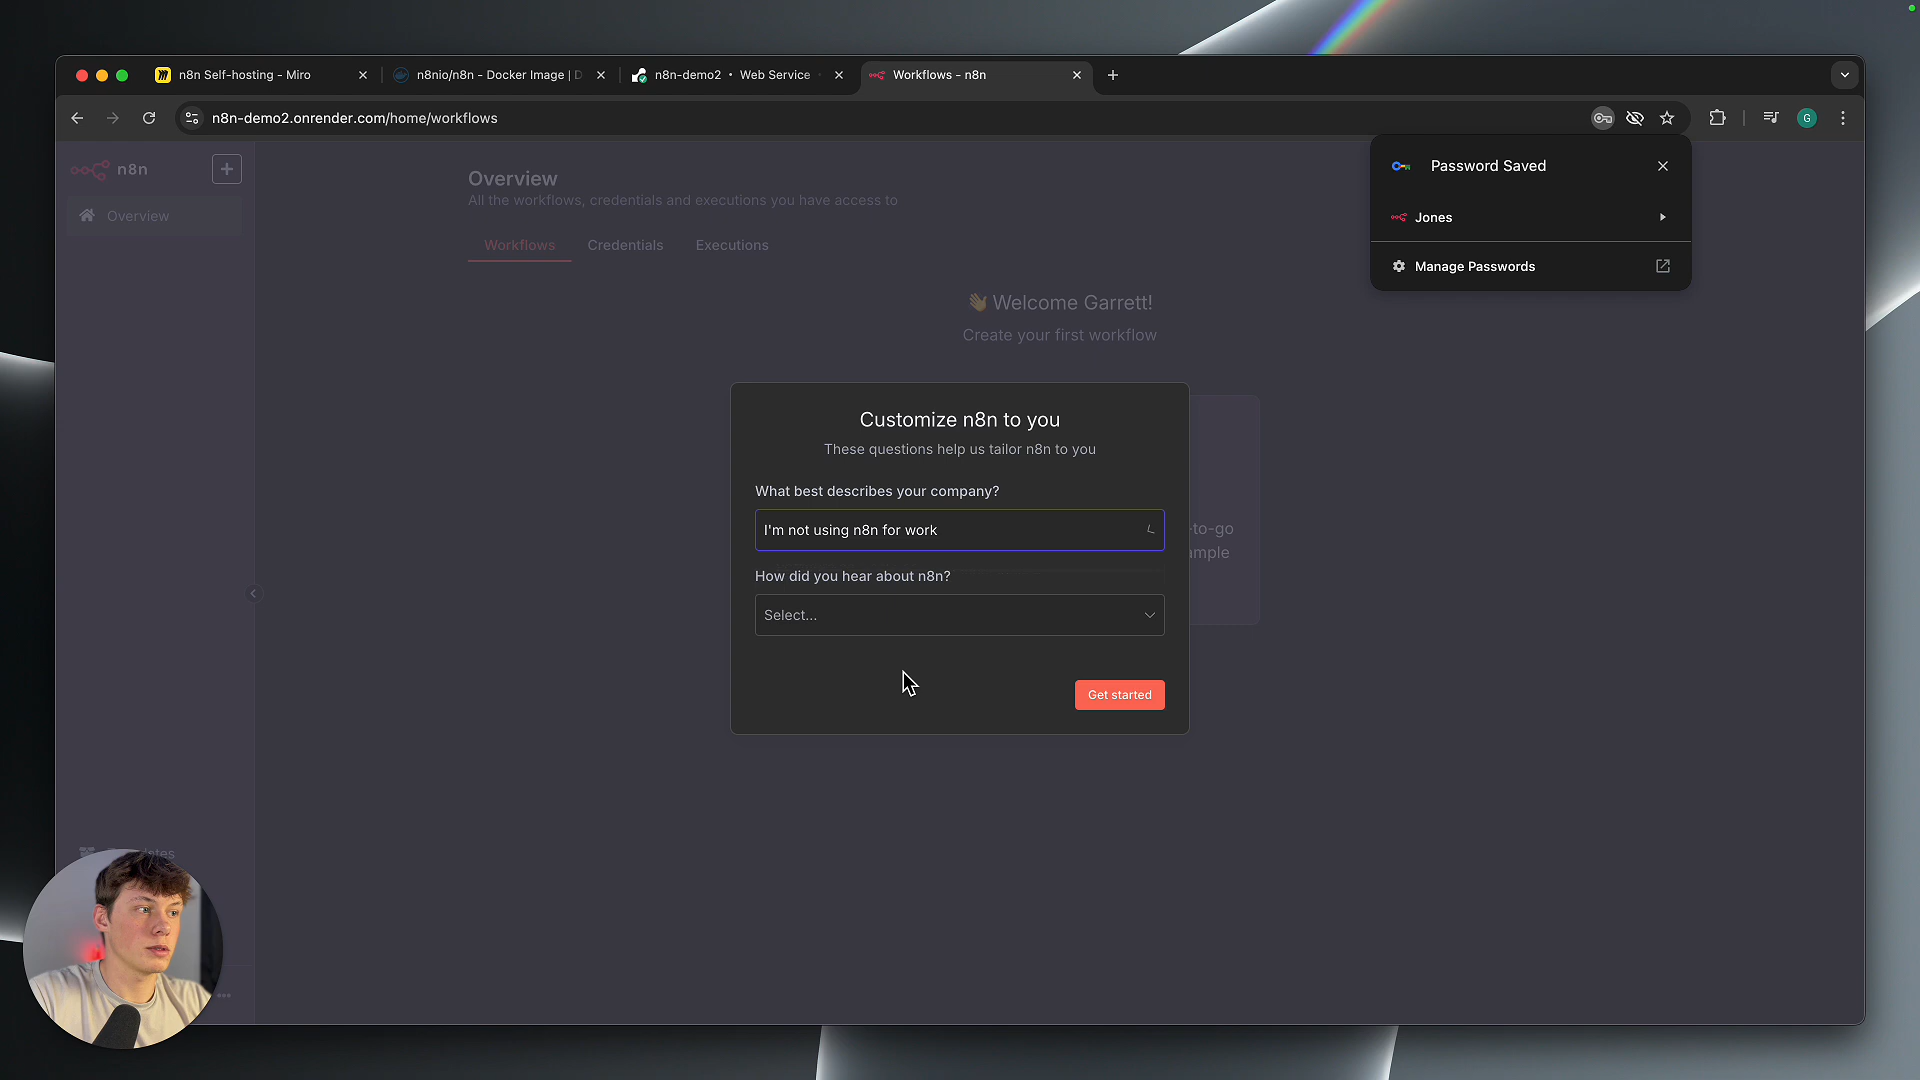 n8n Self-hosting - Miro
n8nio/n8n - Docker Image | D
n8n-demo2 • Web Service
Workflows - n8n
n8n-demo2.onrender.com/home/workflows
G
n8n
Overview
Overview
All the workflows, credentials and executions you have access to
Workflows
Credentials
Executions
Password Saved
Jones
Manage Passwords
👋 Welcome Garrett!
Create your first workflow
Customize n8n to you
These questions help us tailor n8n to you
What best describes your company?
I'm not using n8n for work
How did you hear about n8n?
Select...
Get started
-to-go